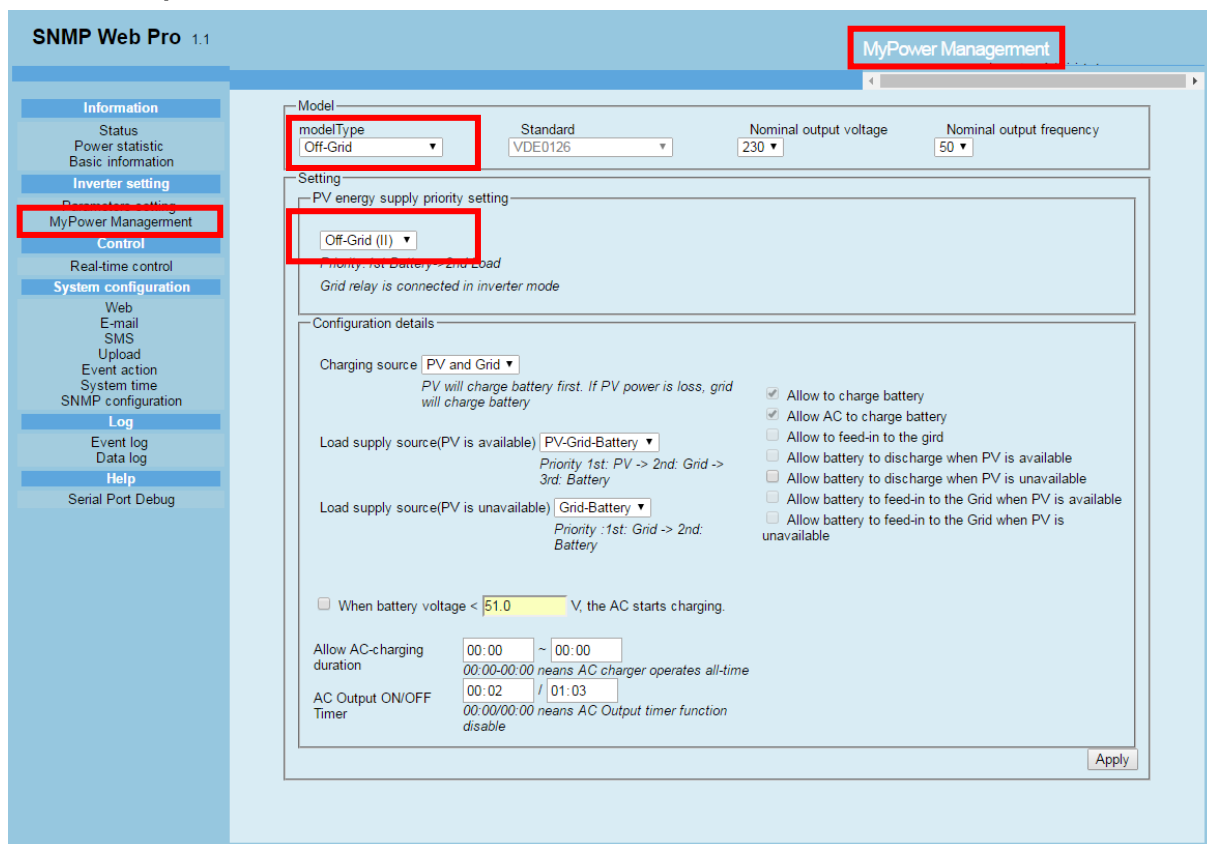 SNMP Web Pro 1.1
MyPower Managerment
Information
Status
Power statistic
Basic information
Inverter setting
Parameters setting
MyPower Managerment
Control
Real-time control
System configuration
Web
E-mail
SMS
Upload
Event action
System time
SNMP configuration
Log
Event log
Data log
Help
Serial Port Debug
Model
modelType
Off-Grid
Standard
VDE0126
Nominal output voltage
230
Nominal output frequency
50
Setting
PV energy supply priority setting
Off-Grid (II)
Priority: 1st Battery->2nd Load
Grid relay is connected in inverter mode
Configuration details
Charging source PV and Grid
PV will charge battery first. If PV power is loss, grid
will charge battery
Load supply source(PV is available) PV-Grid-Battery
Priority 1st: PV -> 2nd: Grid ->
3rd: Battery
Load supply source(PV is unavailable) Grid-Battery
Priority :1st: Grid -> 2nd:
Battery
Allow to charge battery
Allow AC to charge battery
Allow to feed-in to the gird
Allow battery to discharge when PV is available
Allow battery to discharge when PV is unavailable
Allow battery to feed-in to the Grid when PV is available
Allow battery to feed-in to the Grid when PV is
unavailable
When battery voltage < 51.0 V, the AC starts charging.
Allow AC-charging
duration
00:00 ~ 00:00
00:00-00:00 neans AC charger operates all-time
AC Output ON/OFF
Timer
00:02 / 01:03
00:00/00:00 neans AC Output timer function
disable
Apply